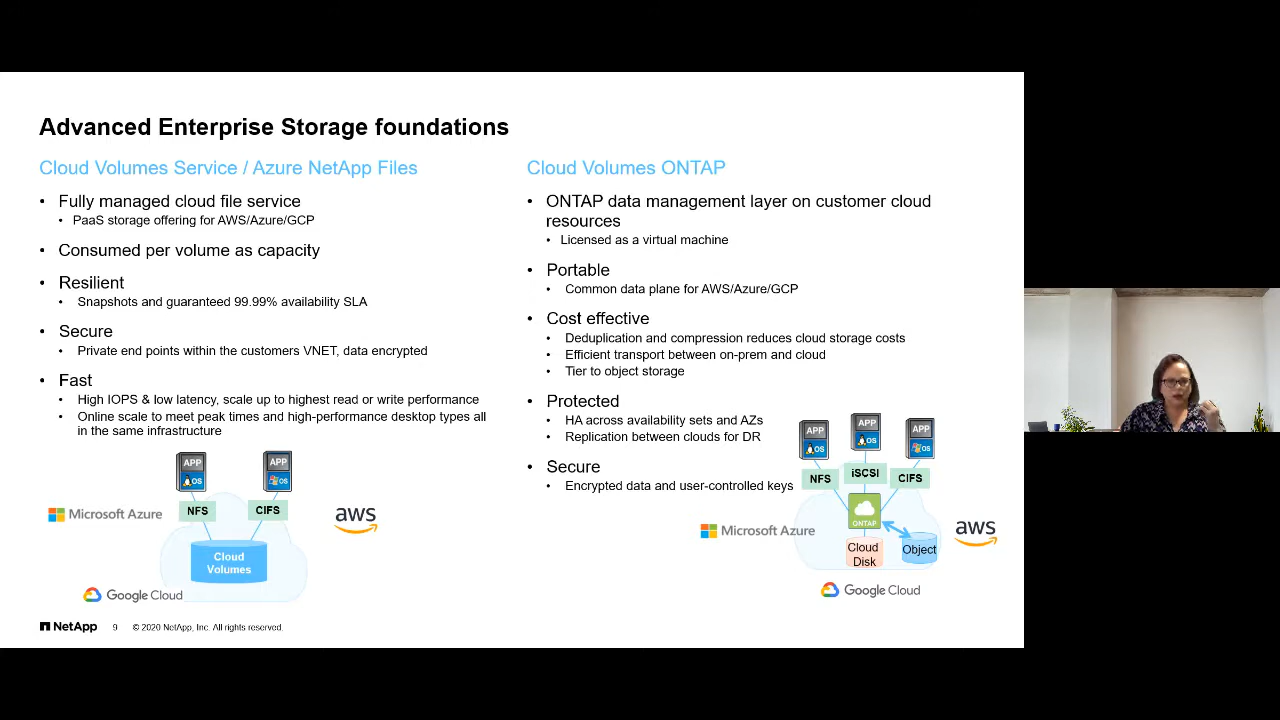 Advanced Enterprise Storage foundations
Cloud Volumes Service / Azure NetApp Files
• Fully managed cloud file service
• PaaS storage offering for AWS/Azure/GCP
• Consumed per volume as capacity
• Resilient
• Snapshots and guaranteed 99.99% availability SLA
• Secure
• Private end points within the customers VNET, data encrypted
• Fast
• High IOPS & low latency, scale up to highest read or write performance
• Online scale to meet peak times and high-performance desktop types all
in the same infrastructure
APP
OS
APP
OS
NFS
CIFS
Microsoft Azure
aws
Cloud
Volumes
Google Cloud
Cloud Volumes ONTAP
• ONTAP data management layer on customer cloud
resources
• Licensed as a virtual machine
• Portable
• Common data plane for AWS/Azure/GCP
• Cost effective
• Deduplication and compression reduces cloud storage costs
• Efficient transport between on-prem and cloud
• Tier to object storage
• Protected
• HA across availability sets and AZs
• Replication between clouds for DR
• Secure
• Encrypted data and user-controlled keys
APP
OS
APP
OS
APP
OS
NFS
iSCSI
CIFS
ONTAP
Microsoft Azure
aws
Cloud
Disk
Object
Google Cloud
NetApp
9
© 2020 NetApp, Inc. All rights reserved.